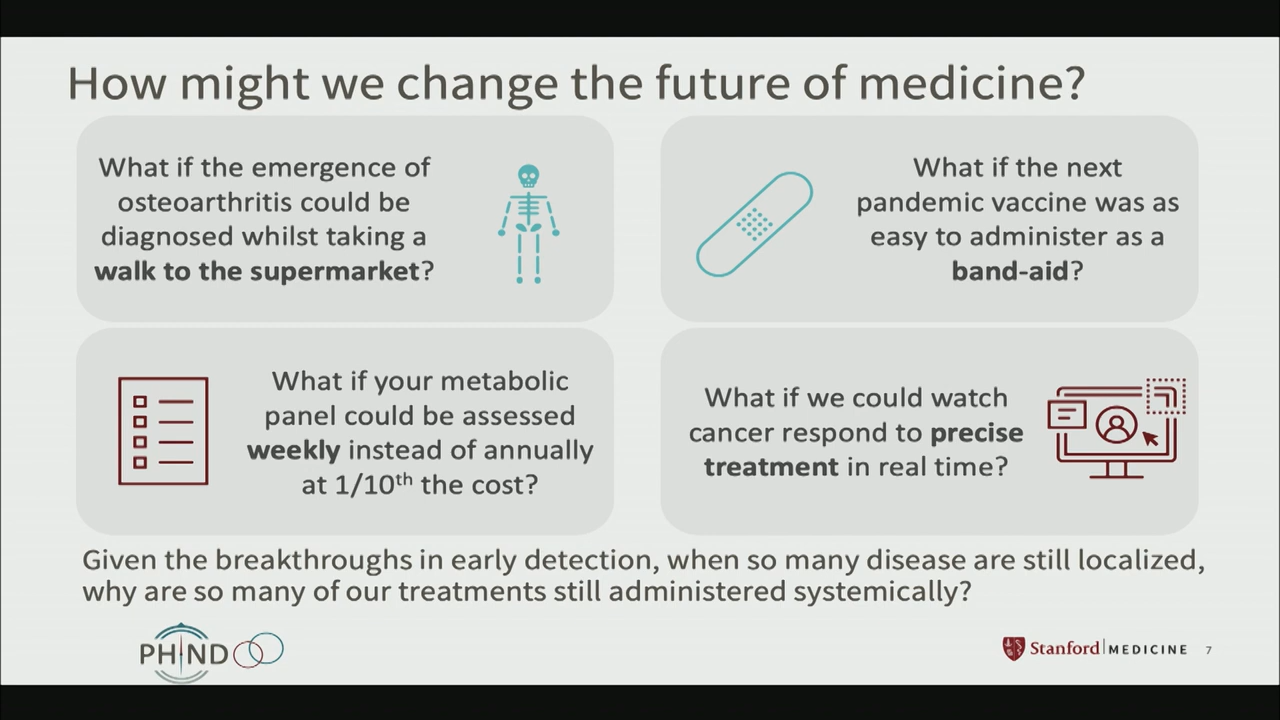 How might we change the future of medicine?
What if the emergence of
osteoarthritis could be
diagnosed whilst taking a
walk to the supermarket?
What if the next
pandemic vaccine was as
easy to administer as a
band-aid?
What if your metabolic
panel could be assessed
weekly instead of annually
at 1/10th the cost?
What if we could watch
cancer respond to precise
treatment in real time?
Given the breakthroughs in early detection, when so many disease are still localized,
why are so many of our treatments still administered systemically?
PHIND
Stanford MEDICINE 7